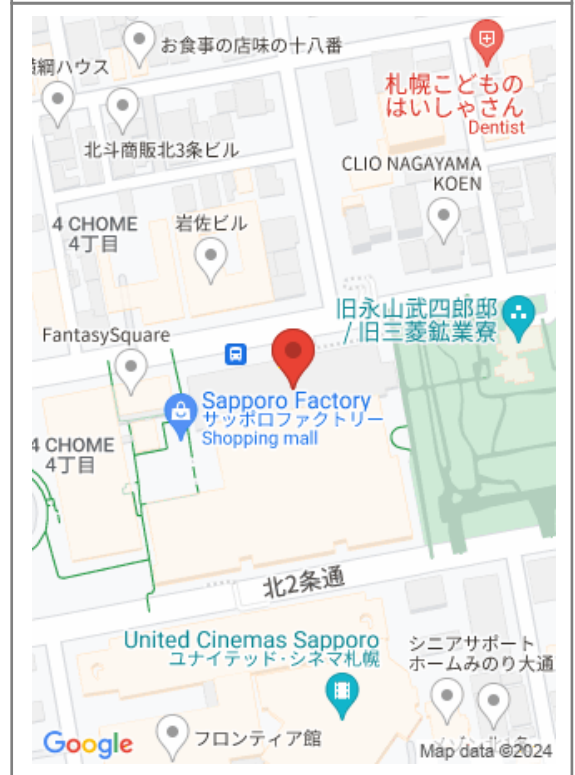 お食事の店味の十八番
綱ハウス
札幌こどもの
はいしゃさん
Dentist
北斗商販北3条ビル
CLIO NAGAYAMA
KOEN
4 CHOME
4丁目
岩佐ビル
旧永山武四郎邸
/ 旧三菱鉱業寮
FantasySquare
Sapporo Factory
サッポロファクトリー
Shopping mall
4 CHOME
4丁目
北2条通
United Cinemas Sapporo
ユナイテッド・シネマ札幌
シニアサポート
ホームみのり大通
フロンティア館
Google
Map data ©2024